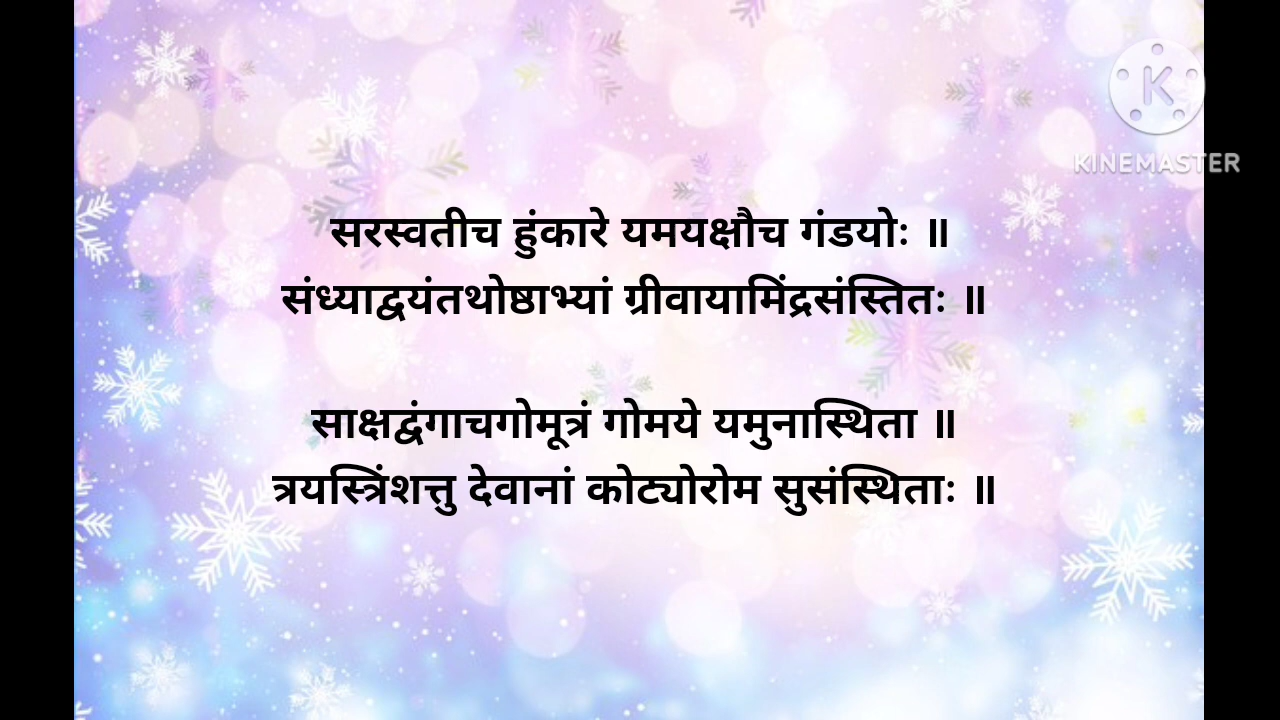 KINEMASTER
सरस्वतीच हुंकारे यमयक्षौच गंडयोः ॥
संध्याद्वयंतथोष्ठाभ्यां ग्रीवायामिंद्रसंस्तितः ॥
साक्षद्वंगाचगोमूत्रं गोमये यमुनास्थिता ॥
त्रयस्त्रिंशत्तु देवानां कोट्योरोम सुसंस्थिताः ॥